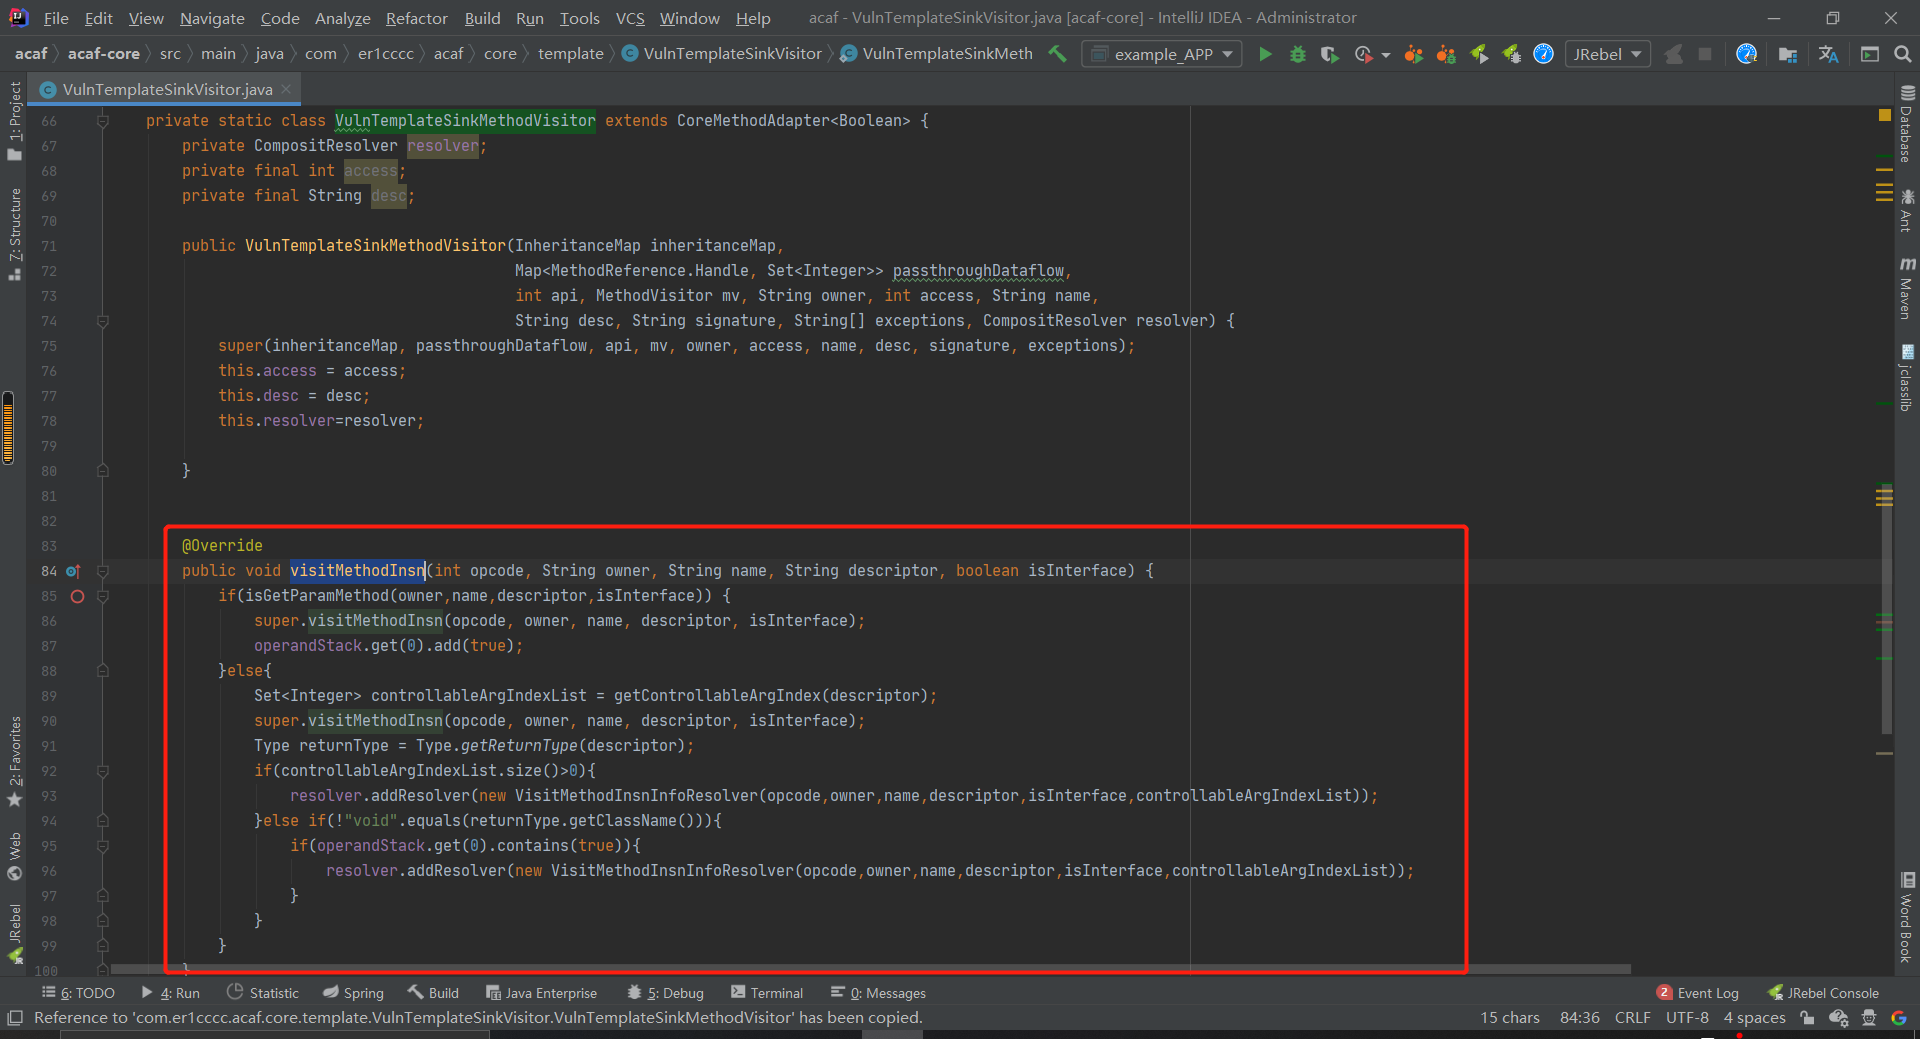 File Edit View Navigate Code Analyze Refactor Build Run Tools VCS Window Help acaf - VulnTemplateSinkVisitor.java [acaf-core] - IntelliJ IDEA - Administrator
acaf acaf-core src main java com er1cccc acaf core template VulnTemplateSinkVisitor VulnTemplateSinkMeth example_APP JRebel
VulnTemplateSinkVisitor.java
1: Project
7: Structure
2: Favorites
Web
JRebel
66 private static class VulnTemplateSinkMethodVisitor extends CoreMethodAdapter<Boolean> {
67 private CompositResolver resolver;
68 private final int access;
69 private final String desc;
70
71 public VulnTemplateSinkMethodVisitor(InheritanceMap inheritanceMap,
72 Map<MethodReference.Handle, Set<Integer>> passthroughDataflow,
73 int api, MethodVisitor mv, String owner, int access, String name,
74 String desc, String signature, String[] exceptions, CompositResolver resolver) {
75 super(inheritanceMap, passthroughDataflow, api, mv, owner, access, name, desc, signature, exceptions);
76 this.access = access;
77 this.desc = desc;
78 this.resolver=resolver;
79
80 }
81
82
83 @Override
84 public void visitMethodInsn(int opcode, String owner, String name, String descriptor, boolean isInterface) {
85 if(isGetParamMethod(owner,name,descriptor,isInterface)) {
86 super.visitMethodInsn(opcode, owner, name, descriptor, isInterface);
87 operandStack.get(0).add(true);
88 }else{
89 Set<Integer> controllableArgIndexList = getControllableArgIndex(descriptor);
90 super.visitMethodInsn(opcode, owner, name, descriptor, isInterface);
91 Type returnType = Type.getReturnType(descriptor);
92 if(controllableArgIndexList.size()>0){
93 resolver.addResolver(new VisitMethodInsnInfoResolver(opcode,owner,name,descriptor,isInterface,controllableArgIndexList));
94 }else if(!"void".equals(returnType.getClassName())){
95 if(operandStack.get(0).contains(true)){
96 resolver.addResolver(new VisitMethodInsnInfoResolver(opcode,owner,name,descriptor,isInterface,controllableArgIndexList));
97 }
98 }
99 }
100 }
Database
Ant
Maven
jclasslib
Word Book
6: TODO 4: Run Statistic Spring Build Java Enterprise 5: Debug Terminal 0: Messages 2 Event Log JRebel Console
Reference to 'com.er1cccc.acaf.core.template.VulnTemplateSinkVisitor.VulnTemplateSinkMethodVisitor' has been copied. 15 chars 84:36 CRLF UTF-8 4 spaces